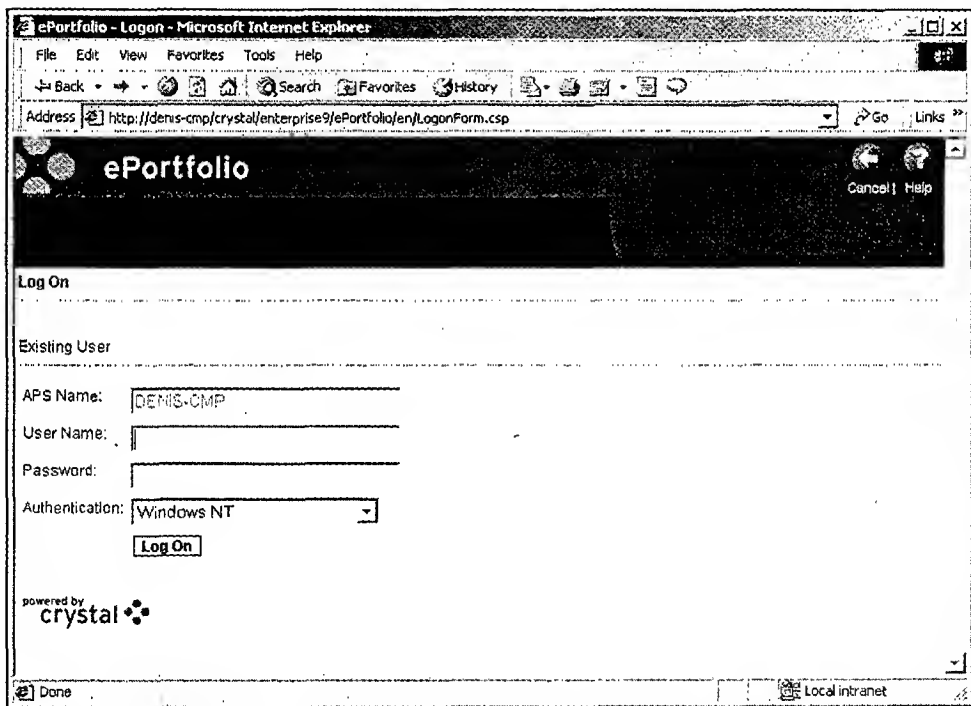 ePortfolio - Logon - Microsoft Internet Explorer
File Edit View Favorites Tools Help
Back Search Favorites History
Address http://denis-cmp/crystal/enterprise9/ePortfolio/en/LogonForm.csp Go Links »
ePortfolio
Cancel | Help
Log On
Existing User
APS Name: DENIS-CMP
User Name:
Password:
Authentication: Windows NT
Log On
powered by
crystal
Done Local intranet